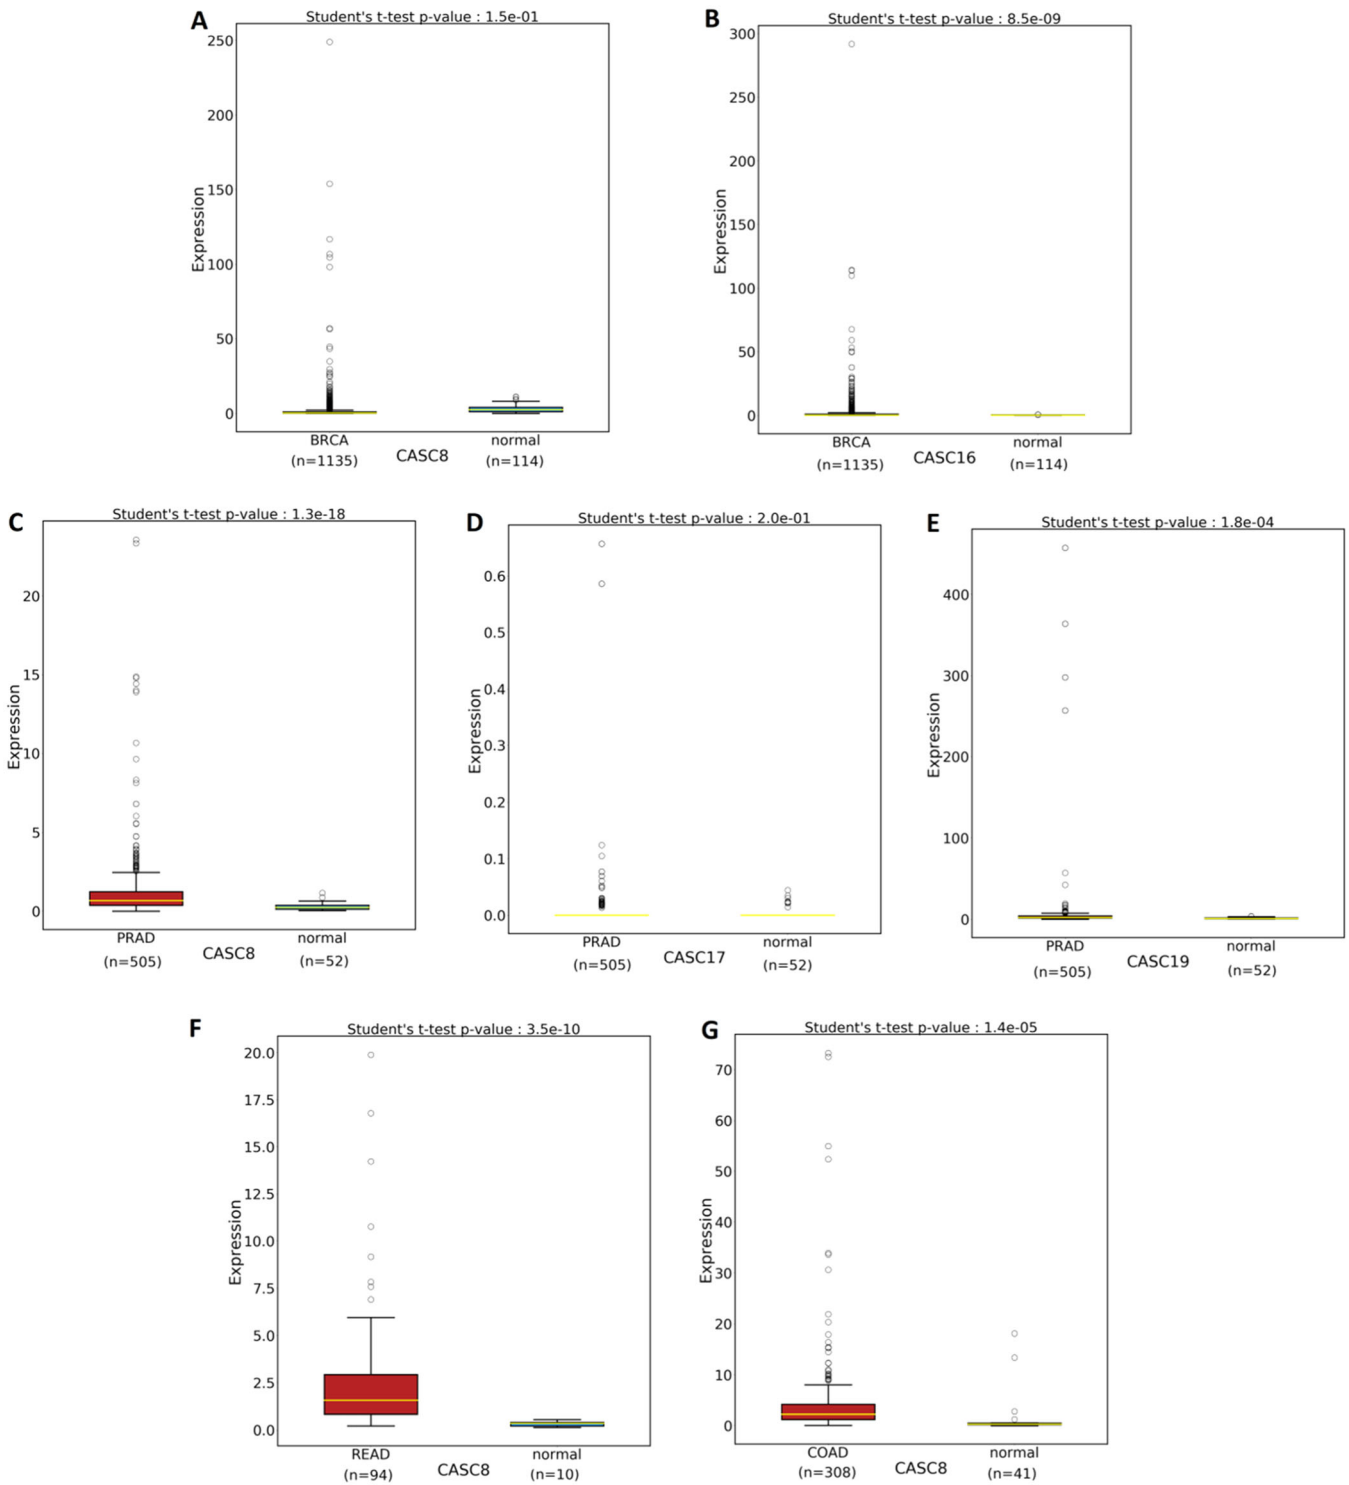 A
Student's t-test p-value : 1.5e-01
250
200
150
100
50
0
Expression
BRCA
(n=1135)
CASC8
normal
(n=114)
B
Student's t-test p-value : 8.5e-09
300
250
200
150
100
50
0
Expression
BRCA
(n=1135)
CASC16
normal
(n=114)
C
Student's t-test p-value : 1.3e-18
20
15
10
5
0
Expression
PRAD
(n=505)
CASC8
normal
(n=52)
D
Student's t-test p-value : 2.0e-01
0.6
0.5
0.4
0.3
0.2
0.1
0.0
Expression
PRAD
(n=505)
CASC17
normal
(n=52)
E
Student's t-test p-value : 1.8e-04
400
300
200
100
0
Expression
PRAD
(n=505)
CASC19
normal
(n=52)
F
Student's t-test p-value : 3.5e-10
20.0
17.5
15.0
12.5
10.0
7.5
5.0
2.5
0.0
Expression
READ
(n=94)
CASC8
normal
(n=10)
G
Student's t-test p-value : 1.4e-05
70
60
50
40
30
20
10
0
Expression
COAD
(n=308)
CASC8
normal
(n=41)